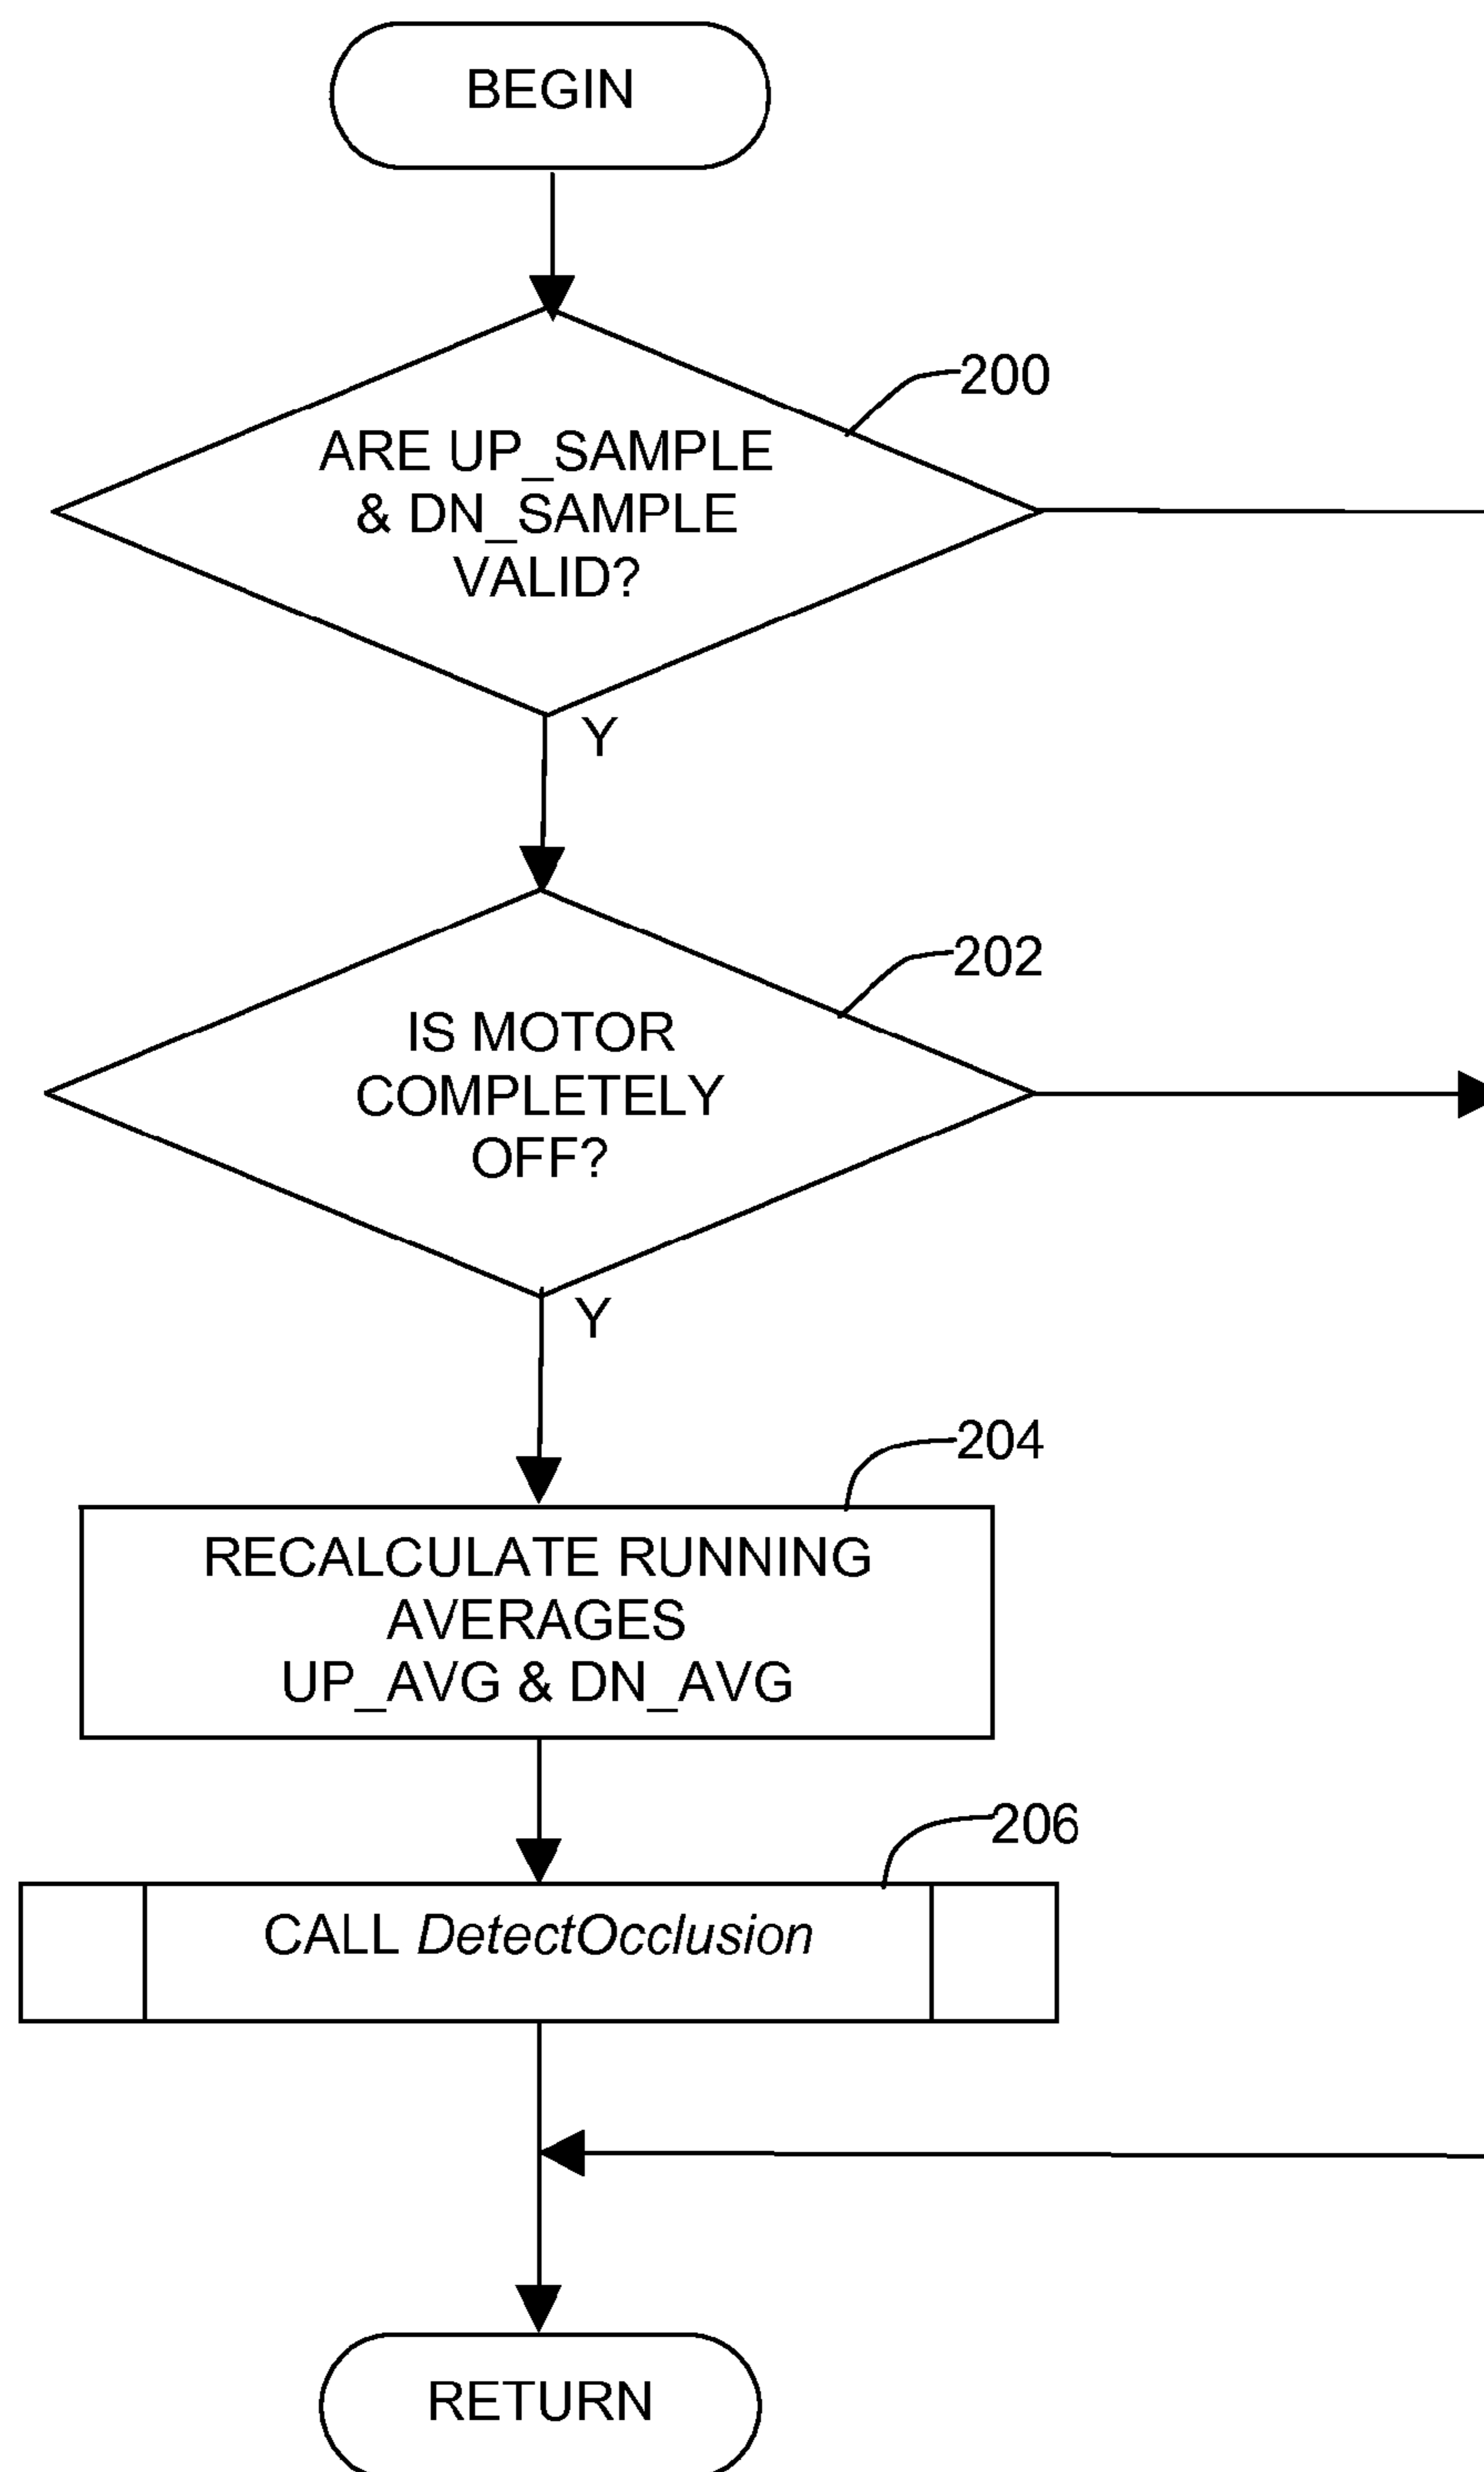 BEGIN
200
ARE UP_SAMPLE
& DN_SAMPLE
VALID?
Y
202
IS MOTOR
COMPLETELY
OFF?
Y
204
RECALCULATE RUNNING
AVERAGES
UP_AVG & DN_AVG
206
CALL DetectOcclusion
RETURN